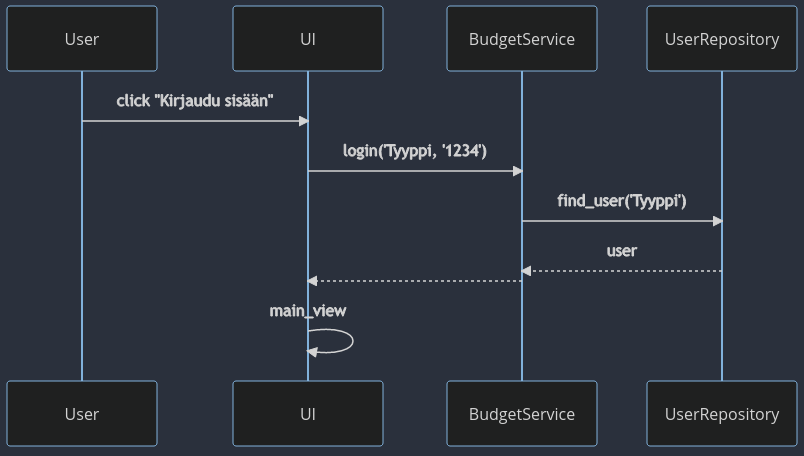 User
UI
BudgetService
UserRepository
click "Kirjaudu sisään"
login('Tyyppi, '1234')
find_user('Tyyppi')
user
main_view
User
UI
BudgetService
UserRepository